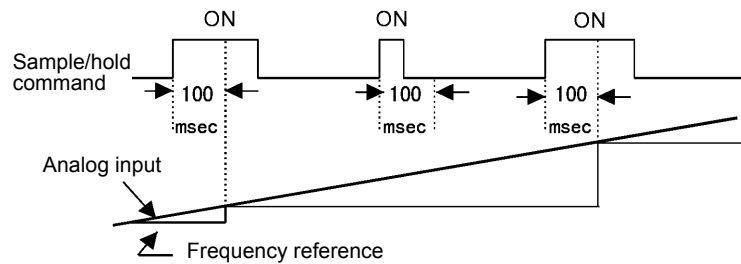 ON ON ON
Sample/hold
command
100 100 100
msec msec msec
Analog input
Frequency reference